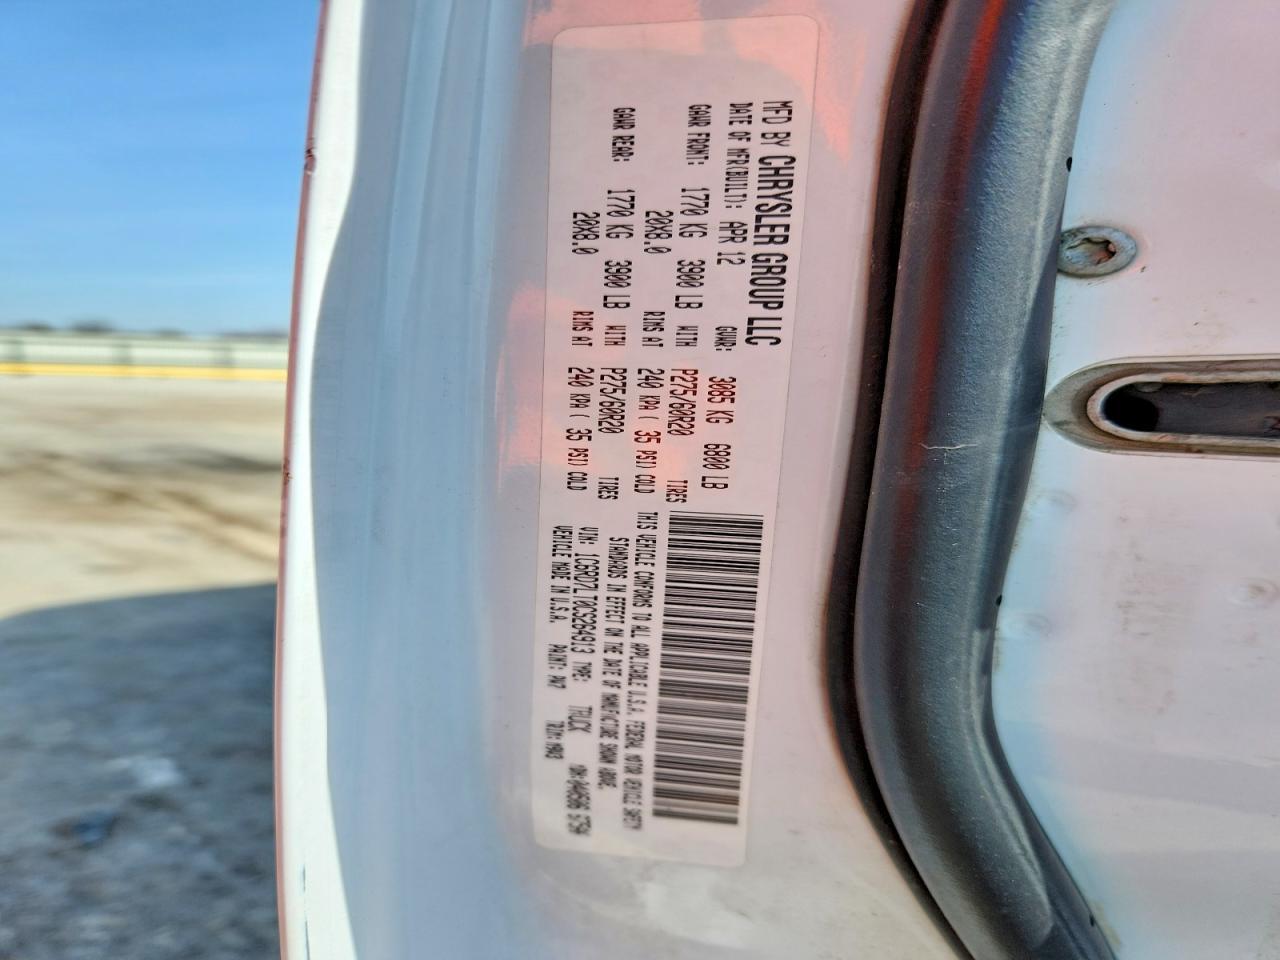 MFD BY CHRYSLER GROUP LLC
DATE OF MFR(BUILT): APR 12 GVWR: 3085 KG 6800 LB
GAWR FRONT: 1770 KG 3900 LB WITH P275/60R20 TIRES
20X8.0 RIMS AT 240 KPA ( 35 PSI) COLD
GAWR REAR: 1770 KG 3900 LB WITH P275/60R20 TIRES
20X8.0 RIMS AT 240 KPA ( 35 PSI) COLD
THIS VEHICLE CONFORMS TO ALL APPLICABLE U.S.A. FEDERAL MOTOR VEHICLE SAFETY
STANDARDS IN EFFECT ON THE DATE OF MANUFACTURE SHOWN ABOVE.
VIN: 1C6RD7LT0CS264913 TYPE: TRUCK
VEHICLE MADE IN U.S.A. PAINT: PW7